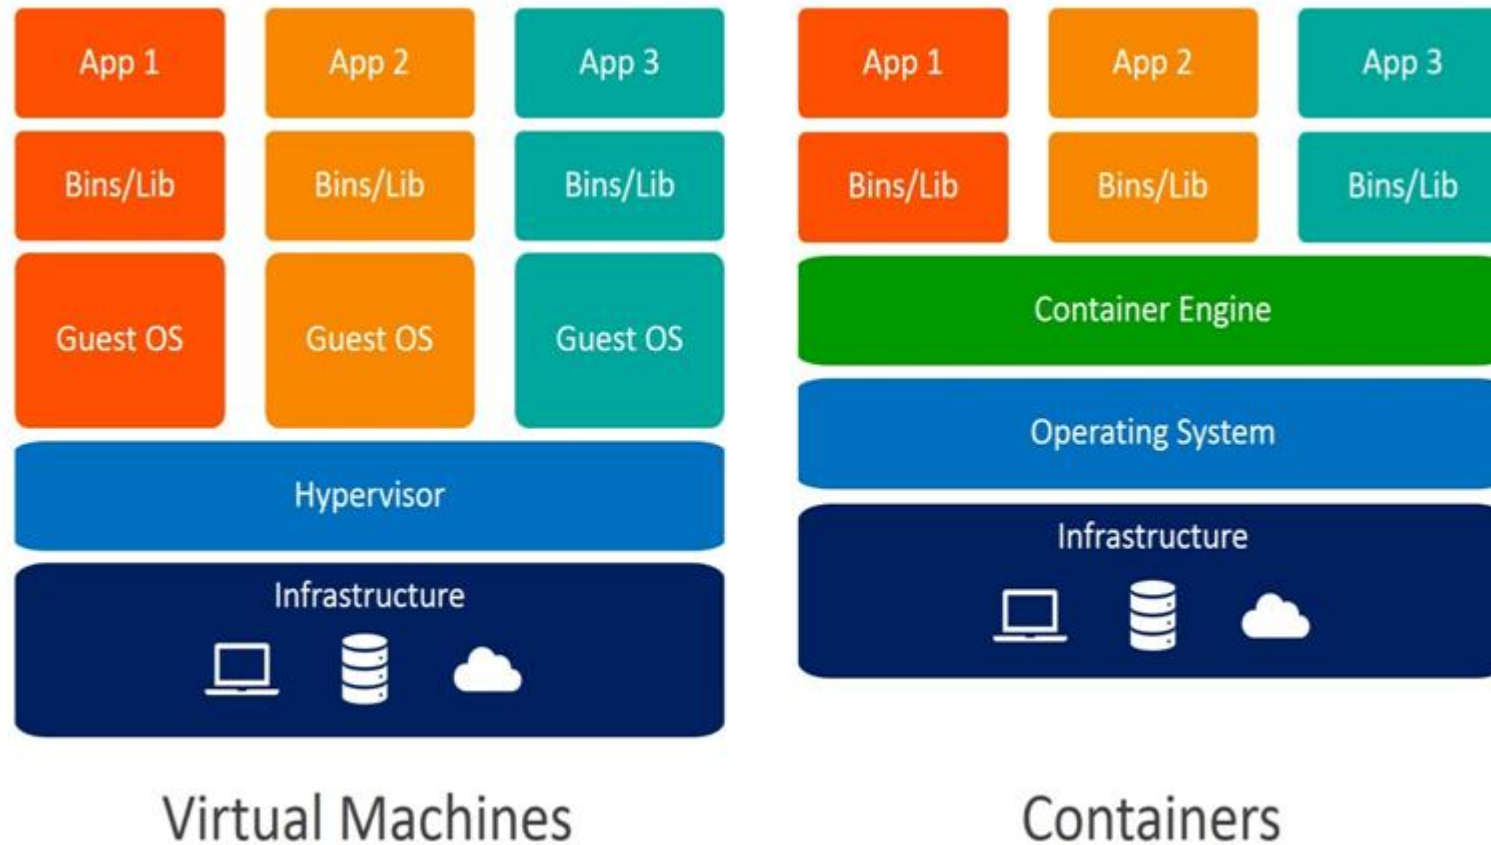 App 1
App 2
App 3
Bins/Lib
Bins/Lib
Bins/Lib
Guest OS
Guest OS
Guest OS
Hypervisor
Infrastructure
Virtual Machines
App 1
App 2
App 3
Bins/Lib
Bins/Lib
Bins/Lib
Container Engine
Operating System
Infrastructure
Containers